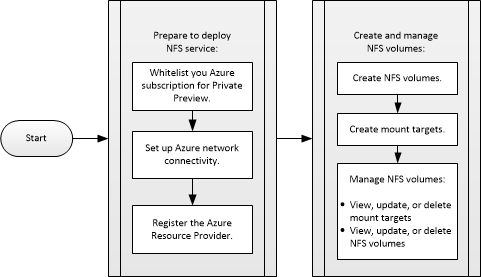 Start
Prepare to deploy
NFS service:
Whitelist you Azure
subscription for Private
Preview.
Set up Azure network
connectivity.
Register the Azure
Resource Provider.
Create and manage
NFS volumes:
Create NFS volumes.
Create mount targets.
Manage NFS volumes:
• View, update, or delete
mount targets
• View, update, or delete
NFS volumes